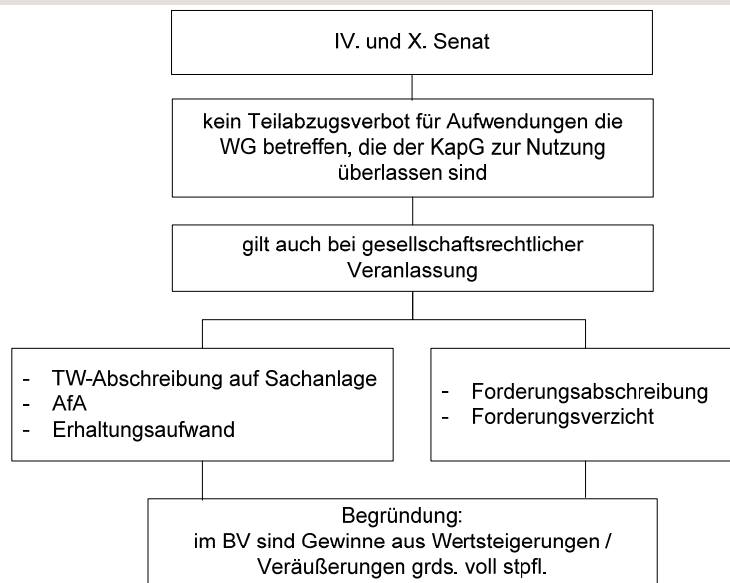 IV. und X. Senat
kein Teilabzugsverbot für Aufwendungen die
WG betreffen, die der KapG zur Nutzung
überlassen sind
gilt auch bei gesellschaftsrechtlicher
Veranlassung
- TW-Abschreibung auf Sachanlage
- AfA
- Erhaltungsaufwand
- Forderungsabschreibung
- Forderungsverzicht
Begründung:
im BV sind Gewinne aus Wertsteigerungen /
Veräußerungen grds. voll stpfl.